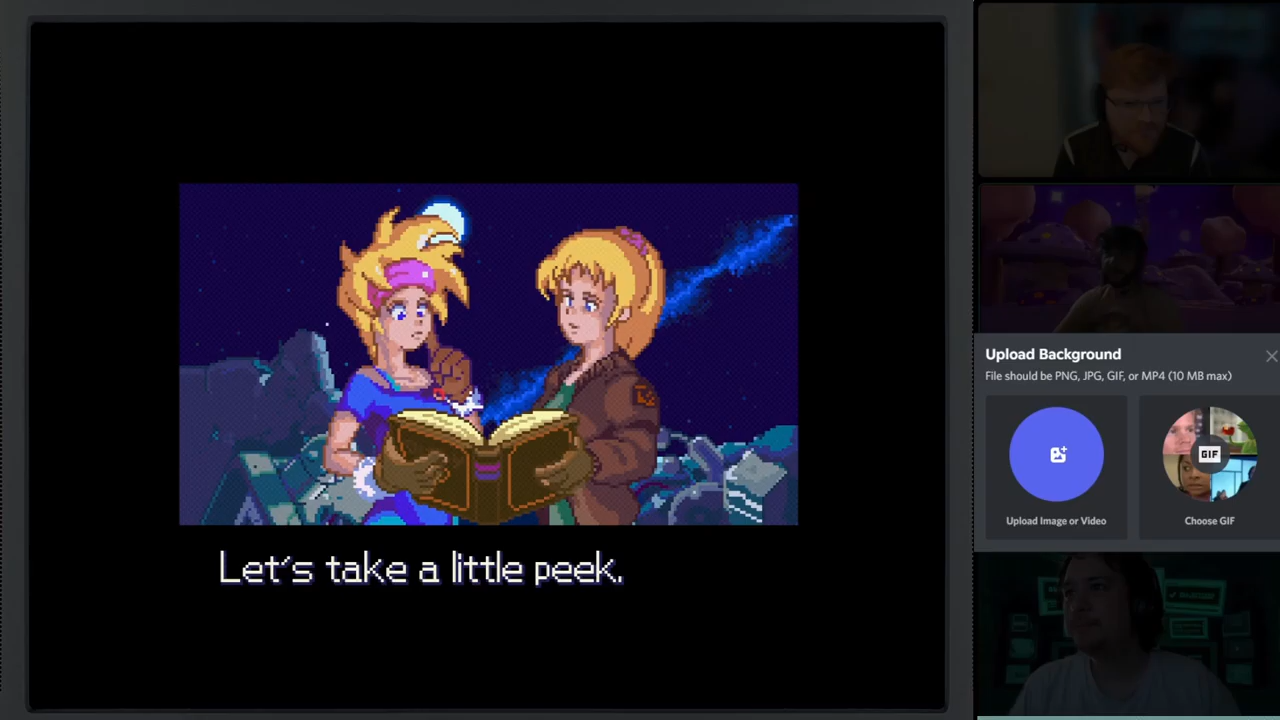 Let's take a little peek.
Upload Background
File should be PNG, JPG, GIF, or MP4 (10 MB max)
GIF
Upload Image or Video
Choose GIF